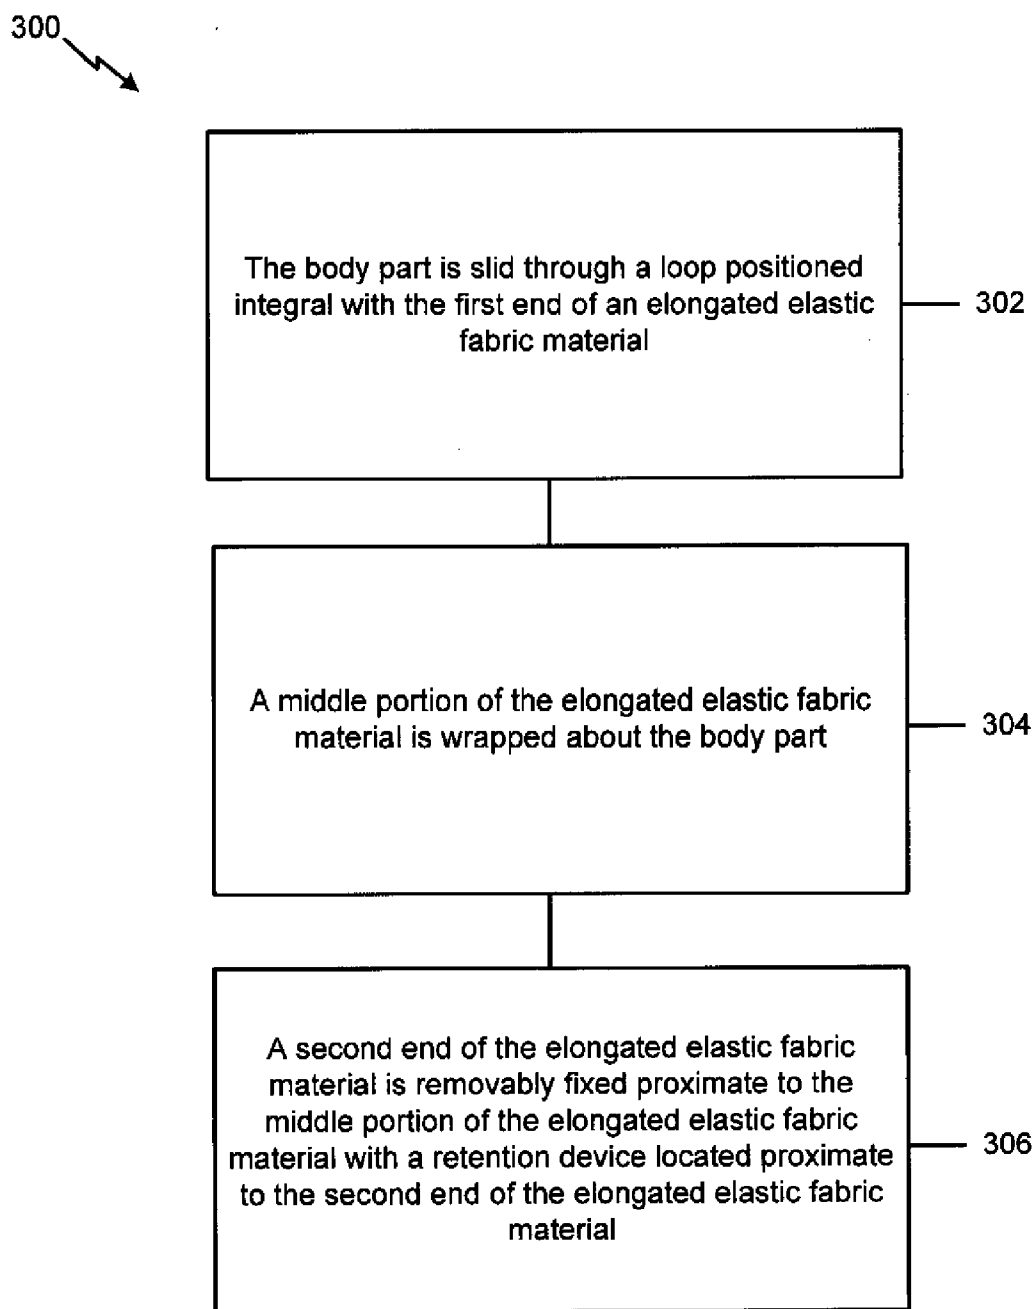 300
The body part is slid through a loop positioned
integral with the first end of an elongated elastic
fabric material
302
A middle portion of the elongated elastic fabric
material is wrapped about the body part
304
A second end of the elongated elastic fabric
material is removably fixed proximate to the
middle portion of the elongated elastic fabric
material with a retention device located proximate
to the second end of the elongated elastic fabric
material
306